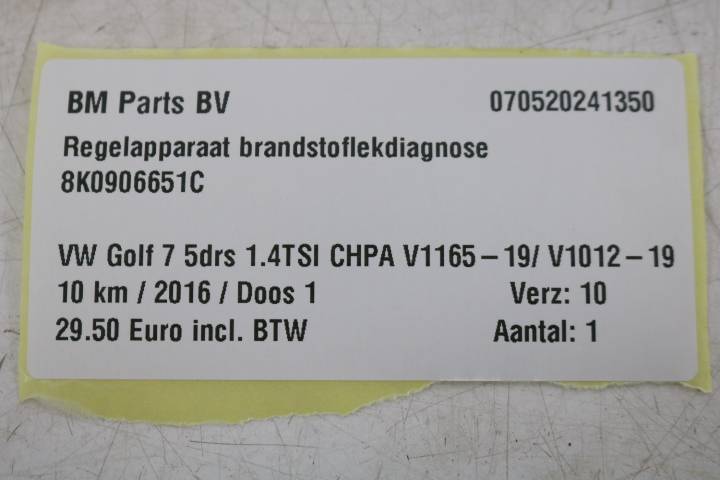 BM Parts BV 070520241350
Regelapparaat brandstoflekdiagnose
8K0906651C
VW Golf 7 5drs 1.4TSI CHPA V1165-19/ V1012-19
10 km / 2016 / Doos 1 Verz: 10
29.50 Euro incl. BTW Aantal: 1